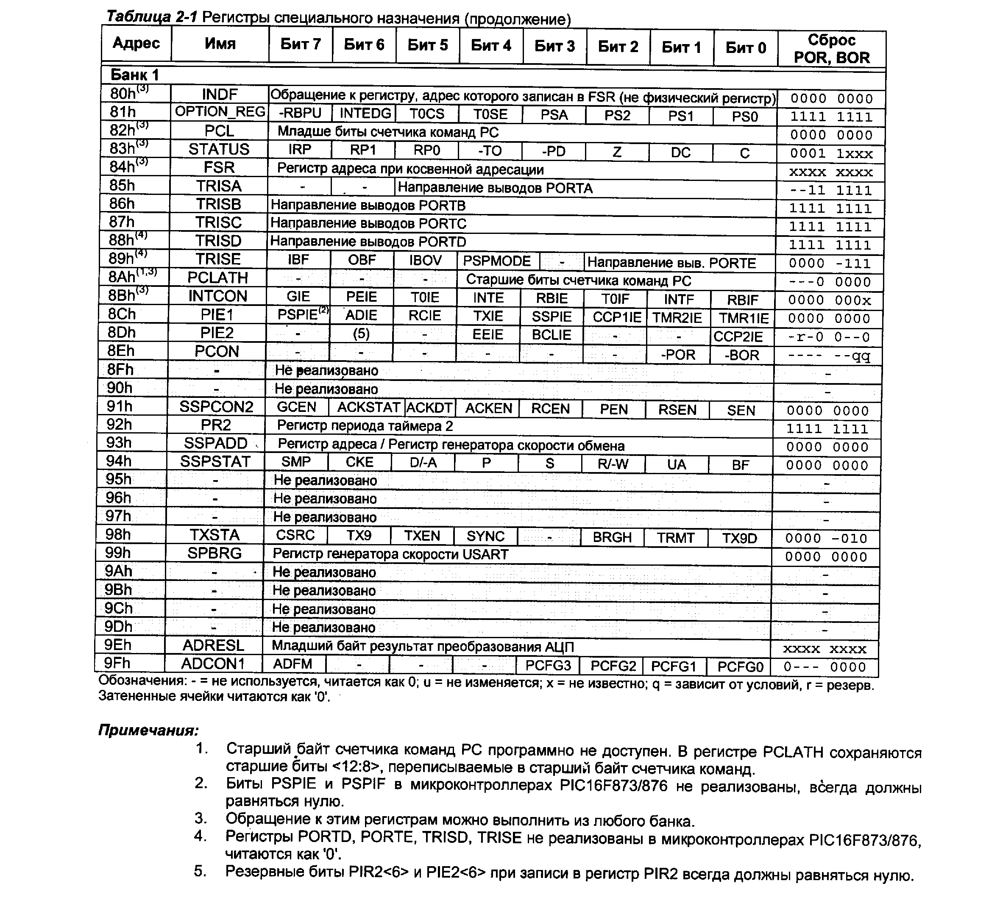 Таблица 2-1 Регистры специального назначения (продолжение)
Адрес Имя Бит 7 Бит 6 Бит 5 Бит 4 Бит 3 Бит 2 Бит 1 Бит 0 Сброс POR, BOR
Банк 1
80h(3) INDF Обращение к регистру, адрес которого записан в FSR (не физический регистр) 0000 0000
81h OPTION_REG -RBPU INTEDG T0CS T0SE PSA PS2 PS1 PS0 1111 1111
82h(3) PCL Младше биты счетчика команд PC 0000 0000
83h(3) STATUS IRP RP1 RP0 -TO -PD Z DC C 0001 1xxx
84h(3) FSR Регистр адреса при косвенной адресации xxxx xxxx
85h TRISA - - Направление выводов PORTA --11 1111
86h TRISB Направление выводов PORTB 1111 1111
87h TRISC Направление выводов PORTC 1111 1111
88h(4) TRISD Направление выводов PORTD 1111 1111
89h(4) TRISE IBF OBF IBOV PSPMODE - Направление выв. PORTE 0000 -111
8Ah(1,3) PCLATH - - - Старшие биты счетчика команд PC ---0 0000
8Bh(3) INTCON GIE PEIE T0IE INTE RBIE T0IF INTF RBIF 0000 000x
8Ch PIE1 PSPIE(2) ADIE RCIE TXIE SSPIE CCP1IE TMR2IE TMR1IE 0000 0000
8Dh PIE2 - (5) - EEIE BCLIE - - CCP2IE -r-0 0--0
8Eh PCON - - - - - - -POR -BOR ---- --qq
8Fh - Не реализовано -
90h - Не реализовано -
91h SSPCON2 GCEN ACKSTAT ACKDT ACKEN RCEN PEN RSEN SEN 0000 0000
92h PR2 Регистр периода таймера 2 1111 1111
93h SSPADD Регистр адреса / Регистр генератора скорости обмена 0000 0000
94h SSPSTAT SMP CKE D/-A P S R/-W UA BF 0000 0000
95h - Не реализовано -
96h - Не реализовано -
97h - Не реализовано -
98h TXSTA CSRC TX9 TXEN SYNC - BRGH TRMT TX9D 0000 -010
99h SPBRG Регистр генератора скорости USART 0000 0000
9Ah - Не реализовано -
9Bh - Не реализовано -
9Ch - Не реализовано -
9Dh - Не реализовано -
9Eh ADRESL Младший байт результат преобразования АЦП xxxx xxxx
9Fh ADCON1 ADFM - - - PCFG3 PCFG2 PCFG1 PCFG0 0--- 0000
Обозначения: - = не используется, читается как 0; u = не изменяется; x = не известно; q = зависит от условий, r = резерв.
Затененные ячейки читаются как '0'.
Примечания:
1. Старший байт счетчика команд PC программно не доступен. В регистре PCLATH сохраняются
старшие биты <12:8>, переписываемые в старший байт счетчика команд.
2. Биты PSPIE и PSPIF в микроконтроллерах PIC16F873/876 не реализованы, всегда должны
равняться нулю.
3. Обращение к этим регистрам можно выполнить из любого банка.
4. Регистры PORTD, PORTE, TRISD, TRISE не реализованы в микроконтроллерах PIC16F873/876,
читаются как '0'.
5. Резервные биты PIR2<6> и PIE2<6> при записи в регистр PIR2 всегда должны равняться нулю.